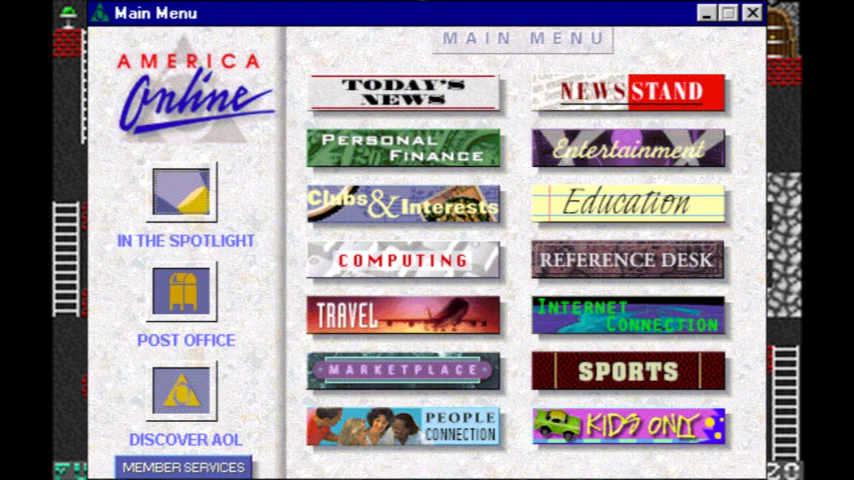 Main Menu
MAIN MENU
AMERICA
Online
TODAY'S
NEWS
NEWSSTAND
PERSONAL
FINANCE
Entertainment
Clubs & Interests
Education
IN THE SPOTLIGHT
COMPUTING
REFERENCE DESK
TRAVEL
INTERNET
CONNECTION
POST OFFICE
MARKETPLACE
SPORTS
PEOPLE
CONNECTION
KIDS ONLY
DISCOVER AOL
MEMBER SERVICES
20